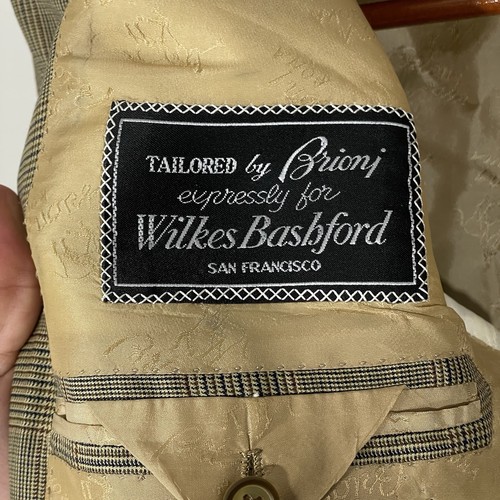 TAILORED by Brioni
expressly for
Wilkes Bashford
SAN FRANCISCO